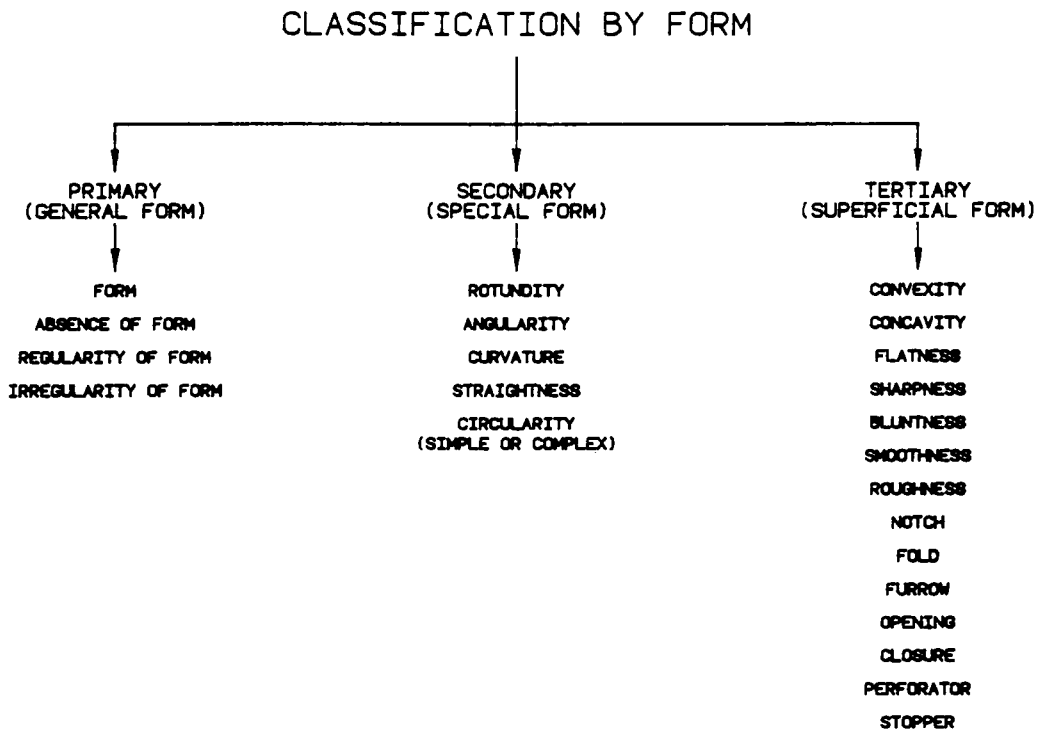 CLASSIFICATION BY FORM
PRIMARY
(GENERAL FORM)
FORM
ABSENCE OF FORM
REGULARITY OF FORM
IRREGULARITY OF FORM
SECONDARY
(SPECIAL FORM)
ROTUNDITY
ANGULARITY
CURVATURE
STRAIGHTNESS
CIRCULARITY
(SIMPLE OR COMPLEX)
TERTIARY
(SUPERFICIAL FORM)
CONVEXITY
CONCAVITY
FLATNESS
SHARPNESS
BLUNTNESS
SMOOTHNESS
ROUGHNESS
NOTCH
FOLD
FURROW
OPENING
CLOSURE
PERFORATOR
STOPPER